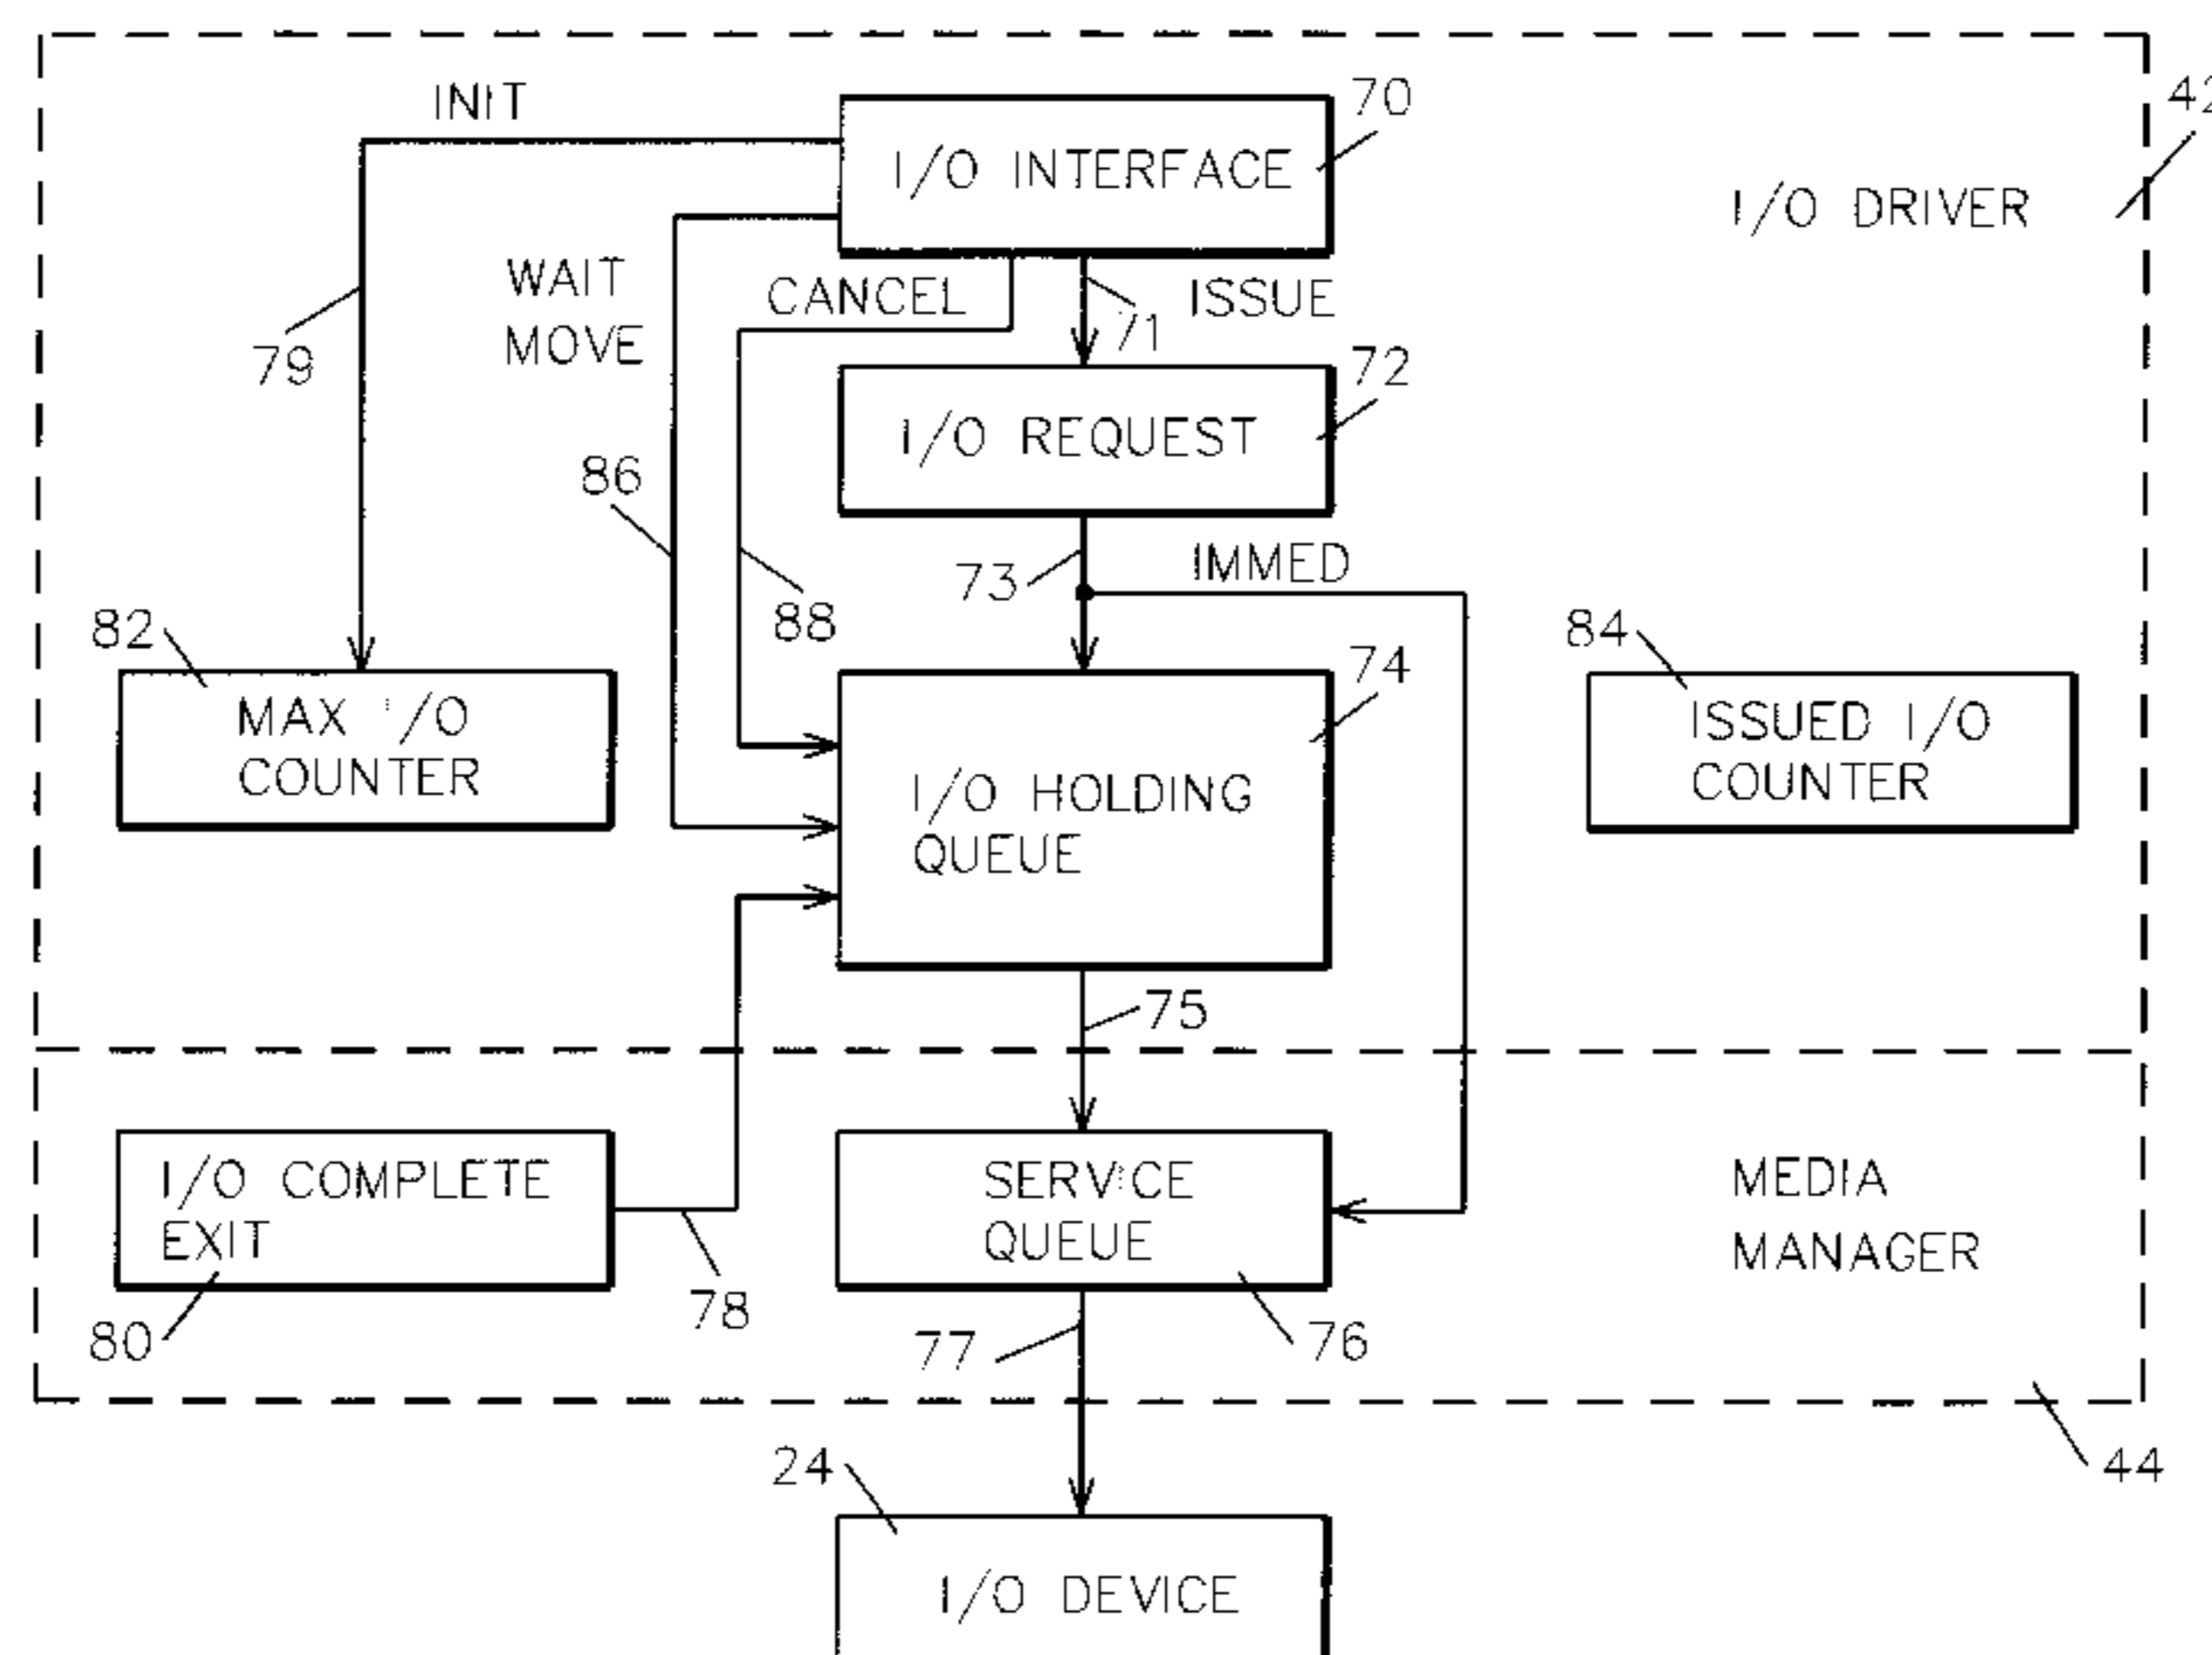 INIT
70
42
I/O INTERFACE
I/O DRIVER
WAIT
MOVE
CANCEL
ISSUE
71
79
72
I/O REQUEST
86
IMMED
73
88
82
84
74
MAX I/O
COUNTER
ISSUED I/O
COUNTER
I/O HOLDING
QUEUE
75
I/O COMPLETE
EXIT
SERVICE
QUEUE
MEDIA
MANAGER
78
80
77
76
24
44
I/O DEVICE